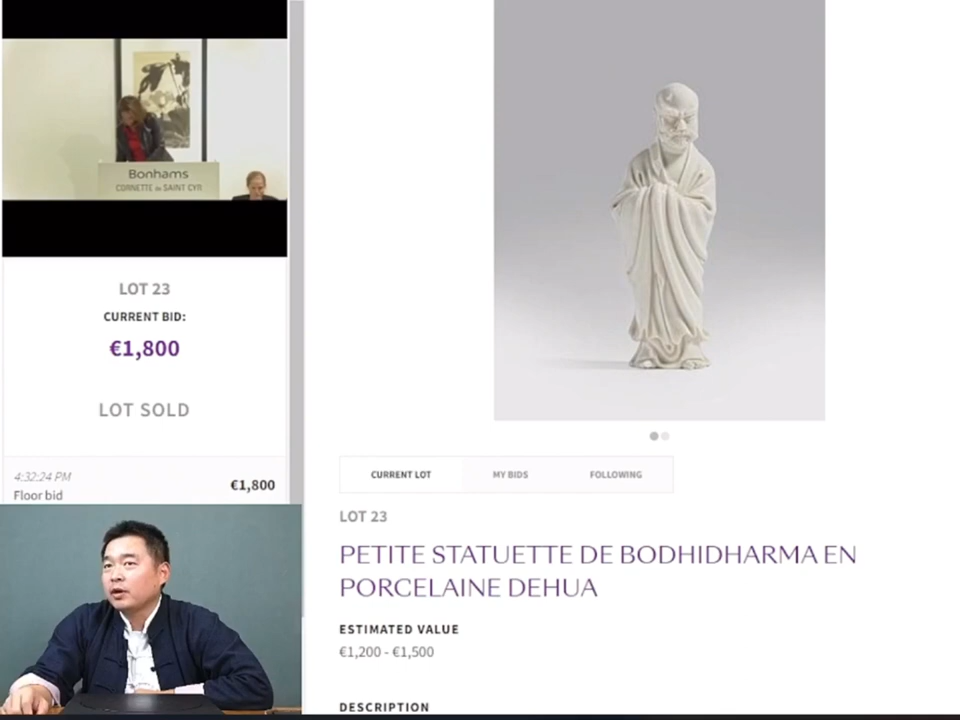 Bonhams
CORNETTE de SAINT CYR
LOT 23
CURRENT BID:
€1,800
LOT SOLD
4:32:24 PM
€1,800
Floor bid
CURRENT LOT
MY BIDS
FOLLOWING
LOT 23
PETITE STATUETTE DE BODHIDHARMA EN
PORCELAINE DEHUA
ESTIMATED VALUE
€1,200 - €1,500
DESCRIPTION